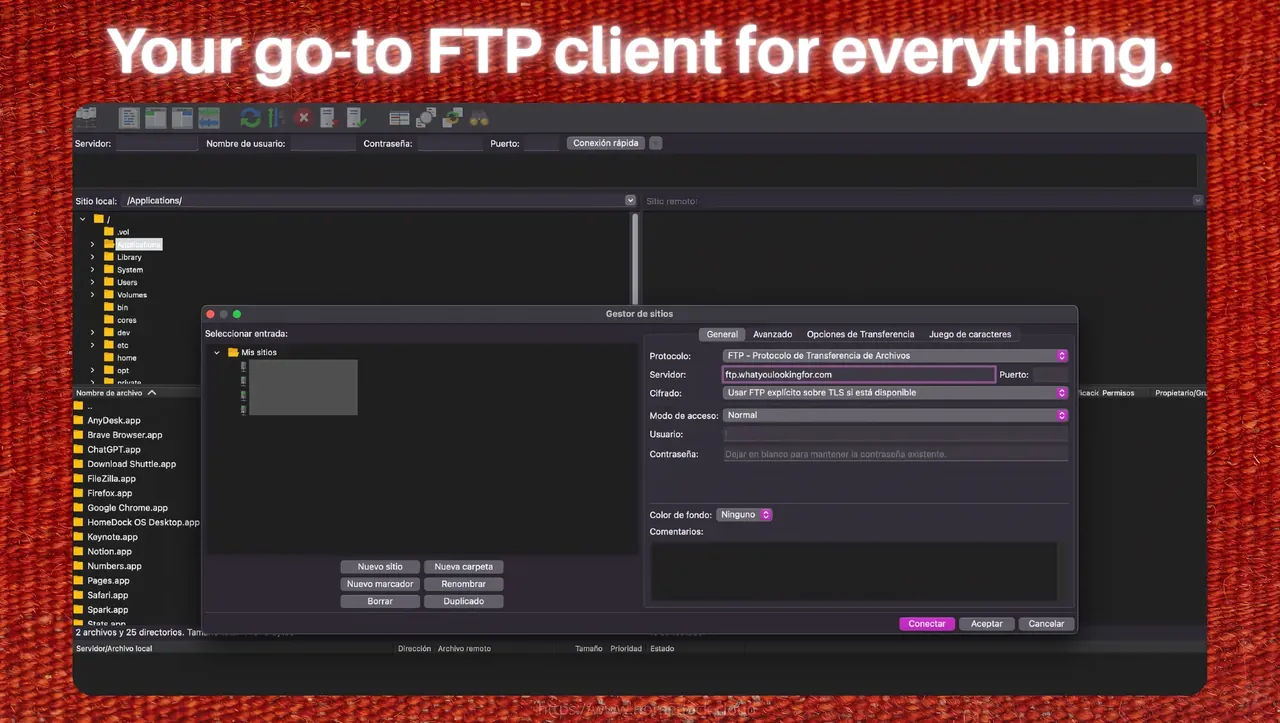 Your go-to FTP client for everything.
Servidor: Nombre de usuario: Contraseña: Puerto: Conexión rápida
Sitio local: /Applications/ Sitio remoto:
/
.vol
Applications
Library
System
Users
Volumes
bin
cores
dev
etc
home
opt
private
Gestor de sitios
Seleccionar entrada:
Mis sitios
Nuevo sitio Nueva carpeta
Nuevo marcador Renombrar
Borrar Duplicado
General Avanzado Opciones de Transferencia Juego de caracteres
Protocolo: FTP - Protocolo de Transferencia de Archivos
Servidor: ftp.whatyoulookingfor.com Puerto:
Cifrado: Usar FTP explícito sobre TLS si está disponible
Modo de acceso: Normal
Usuario:
Contraseña: Dejar en blanco para mantener la contraseña existente.
Color de fondo: Ninguno
Comentarios:
Conectar Aceptar Cancelar
Nombre de archivo Permisos Propietario/Gru
..
AnyDesk.app
Brave Browser.app
ChatGPT.app
Download Shuttle.app
FileZilla.app
Firefox.app
Google Chrome.app
HomeDock OS Desktop.app
Keynote.app
Notion.app
Numbers.app
Pages.app
Safari.app
Spark.app
Stats.app
2 archivos y 25 directorios.
Servidor/Archivo local Dirección Archivo remoto Tamaño Prioridad Estado